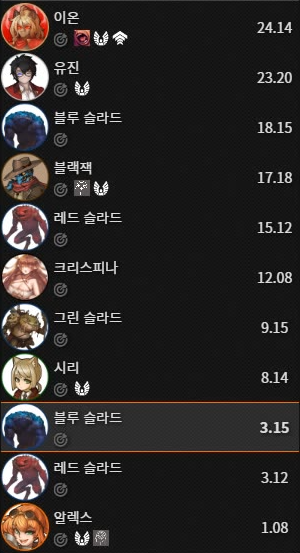 이온 24.14
유진 23.20
블루 슬라드 18.15
블랙잭 17.18
레드 슬라드 15.12
크리스피나 12.08
그린 슬라드 9.15
시리 8.14
블루 슬라드 3.15
레드 슬라드 3.12
알렉스 1.08